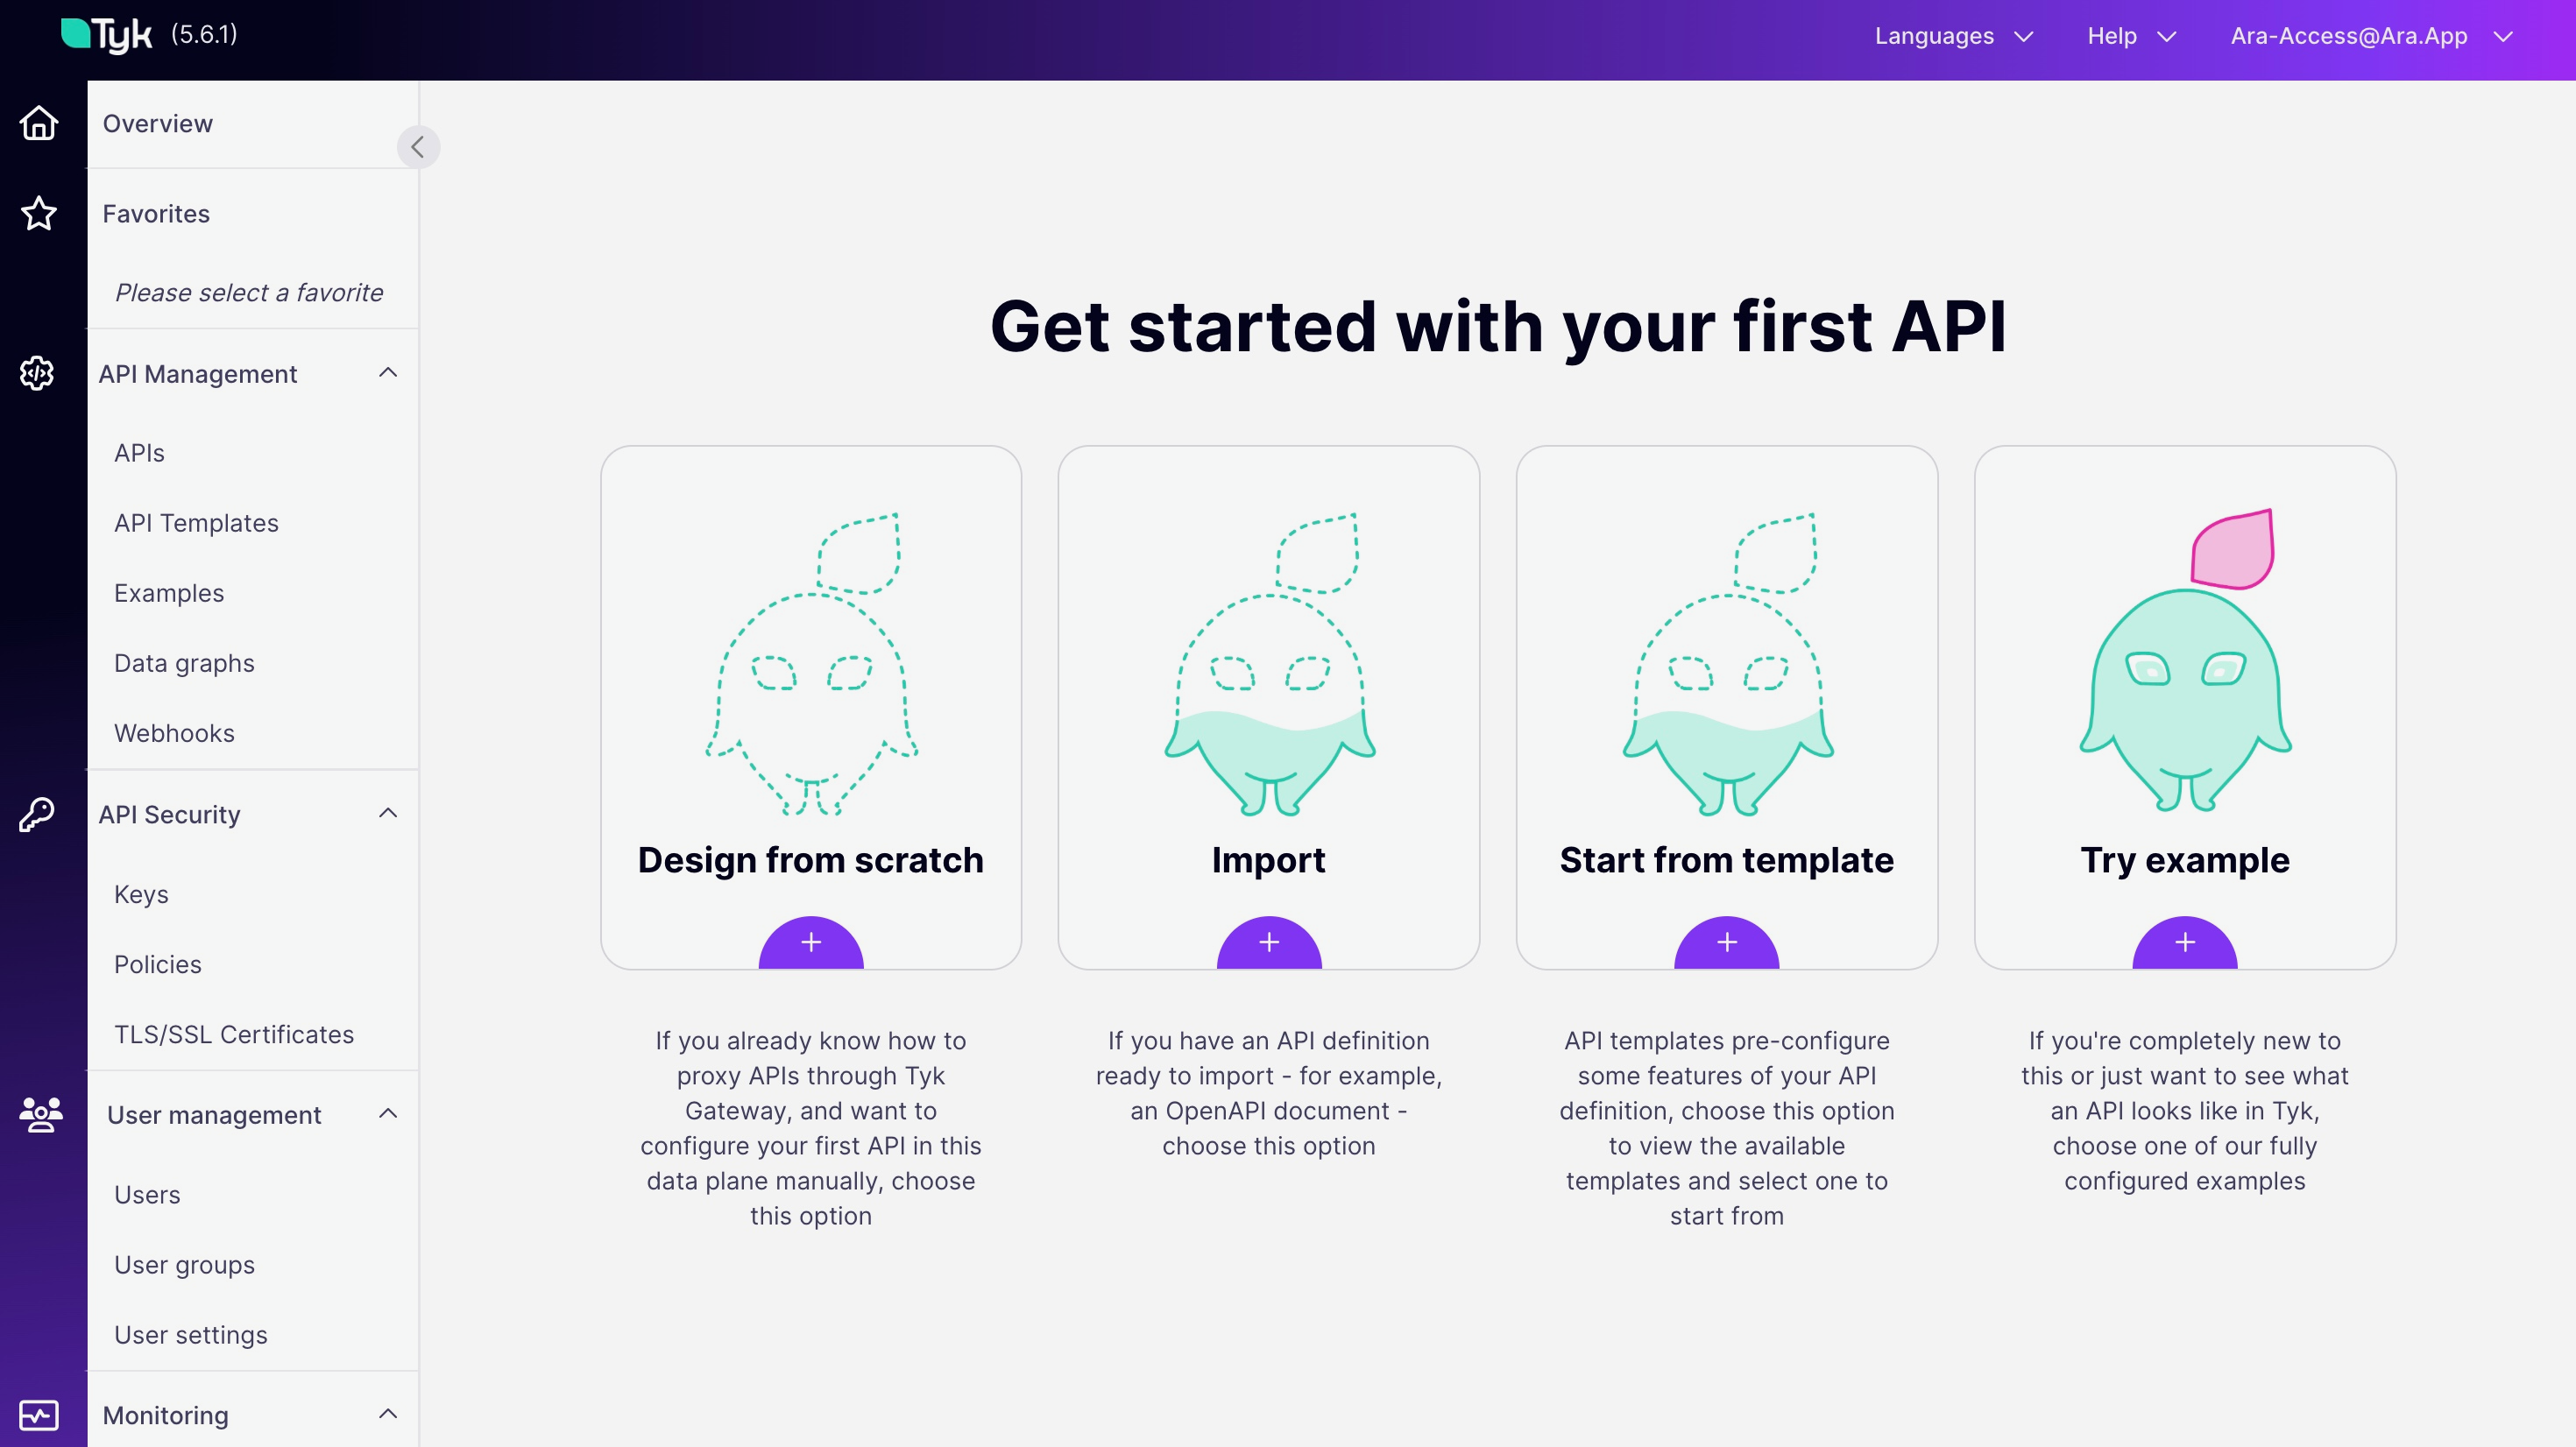 Tyk (5.6.1)
Languages
Help
Ara-Access@Ara.App
Overview
Favorites
Please select a favorite
API Management
APIs
API Templates
Examples
Data graphs
Webhooks
API Security
Keys
Policies
TLS/SSL Certificates
User management
Users
User groups
User settings
Monitoring
Get started with your first API
Design from scratch
+
If you already know how to
proxy APIs through Tyk
Gateway, and want to
configure your first API in this
data plane manually, choose
this option
Import
+
If you have an API definition
ready to import - for example,
an OpenAPI document -
choose this option
Start from template
+
API templates pre-configure
some features of your API
definition, choose this option
to view the available
templates and select one to
start from
Try example
+
If you're completely new to
this or just want to see what
an API looks like in Tyk,
choose one of our fully
configured examples